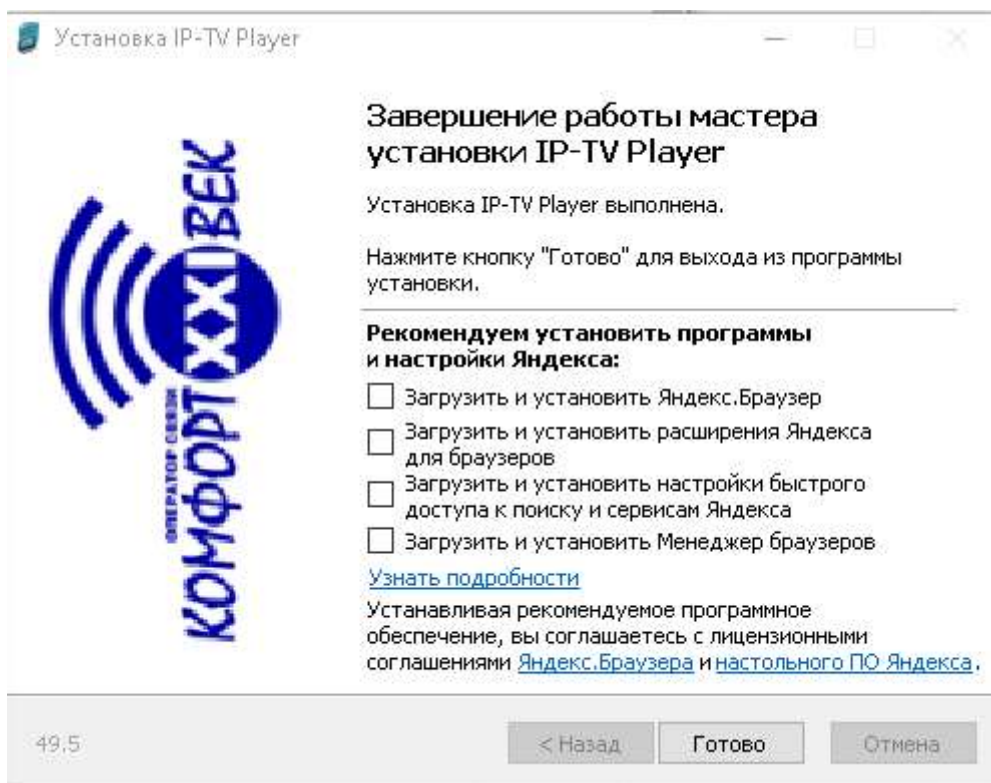 Установка IP-TV Player
КОМФОРТ XXI ВЕК
ОПЕРАТОР СВЯЗИ
Завершение работы мастера
установки IP-TV Player
Установка IP-TV Player выполнена.
Нажмите кнопку "Готово" для выхода из программы
установки.
Рекомендуем установить программы
и настройки Яндекса:
Загрузить и установить Яндекс.Браузер
Загрузить и установить расширения Яндекса
для браузеров
Загрузить и установить настройки быстрого
доступа к поиску и сервисам Яндекса
Загрузить и установить Менеджер браузеров
Узнать подробности
Устанавливая рекомендуемое программное
обеспечение, вы соглашаетесь с лицензионными
соглашениями Яндекс.Браузера и настольного ПО Яндекса.
49.5
< Назад
Готово
Отмена